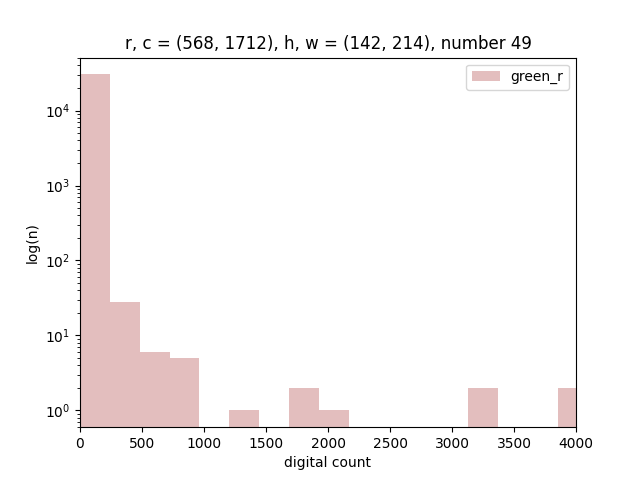 r, c = (568, 1712), h, w = (142, 214), number 49
green_r
10⁴
10³
10²
10¹
10⁰
log(n)
0 500 1000 1500 2000 2500 3000 3500 4000
digital count